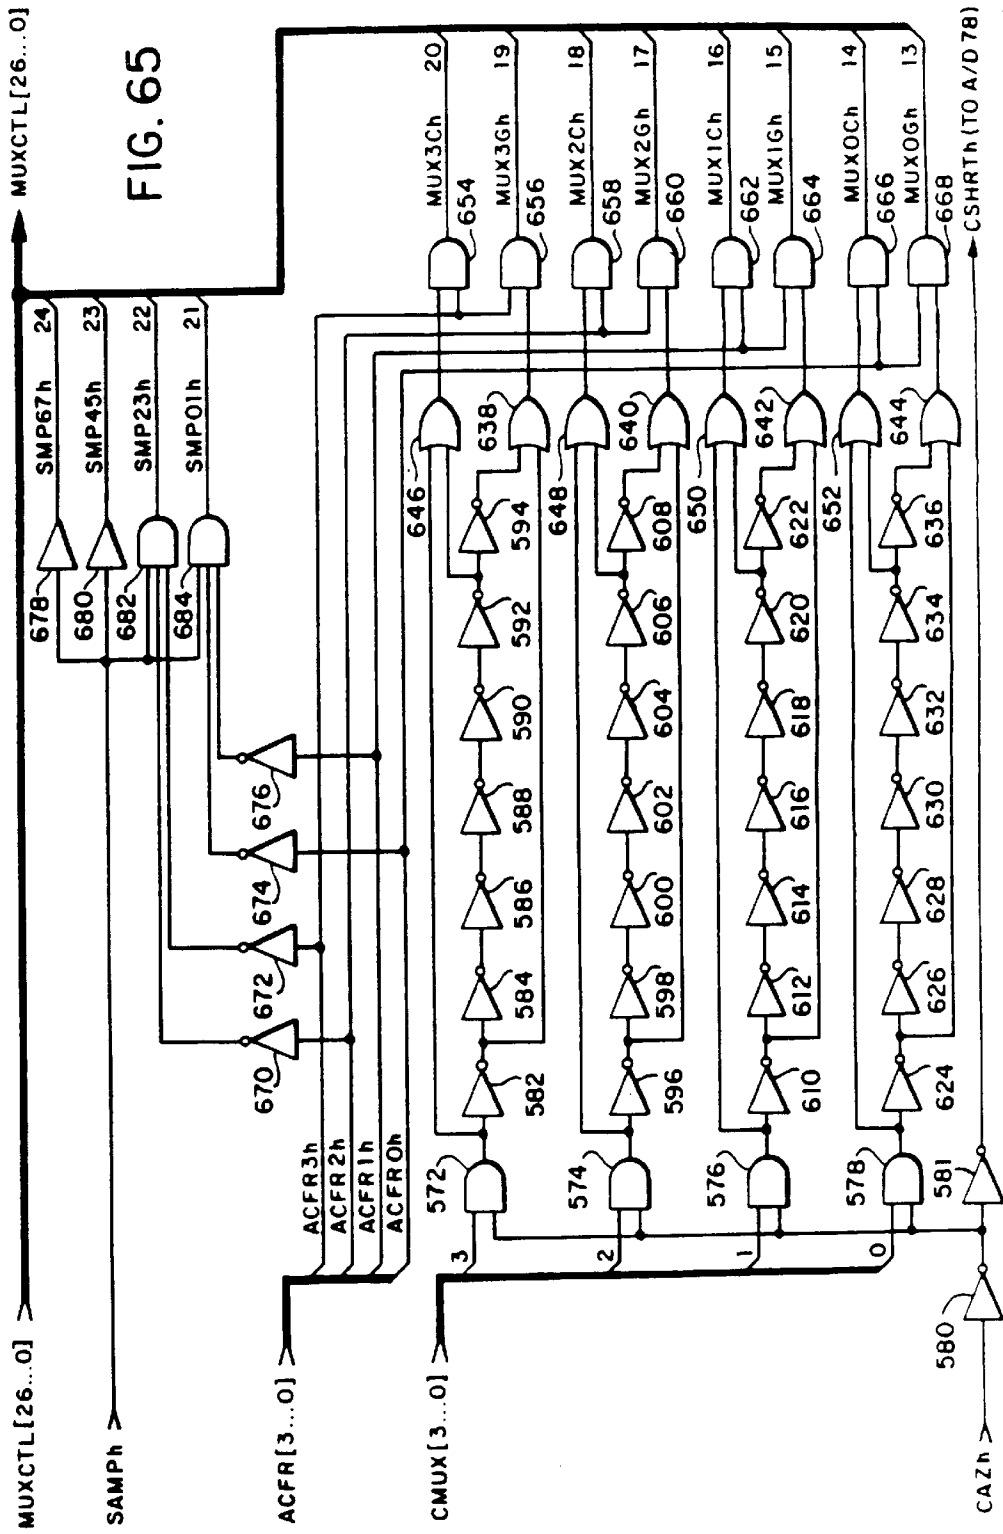 FIG. 65
MUXCTL[26...0]
MUXCTL[26...0]
SAMPh
ACFR[3...0]
CMUX[3...0]
CAZh
CSHRTh (TO A/D 78)
SMP67h 24
SMP45h 23
SMP23h 22
SMP01h 21
678
680
682
684
670
672
674
676
ACFR3h
ACFR2h
ACFR1h
ACFR0h
MUX3Ch 20
MUX3Gh 19
MUX2Ch 18
MUX2Gh 17
MUX1Ch 16
MUX1Gh 15
MUX0Ch 14
MUX0Gh 13
654
656
658
660
662
664
666
668
3
572
582
584
586
588
590
592
594
646
638
2
574
596
598
600
602
604
606
608
648
640
1
576
610
612
614
616
618
620
622
650
642
0
578
624
626
628
630
632
634
636
652
644
580
581